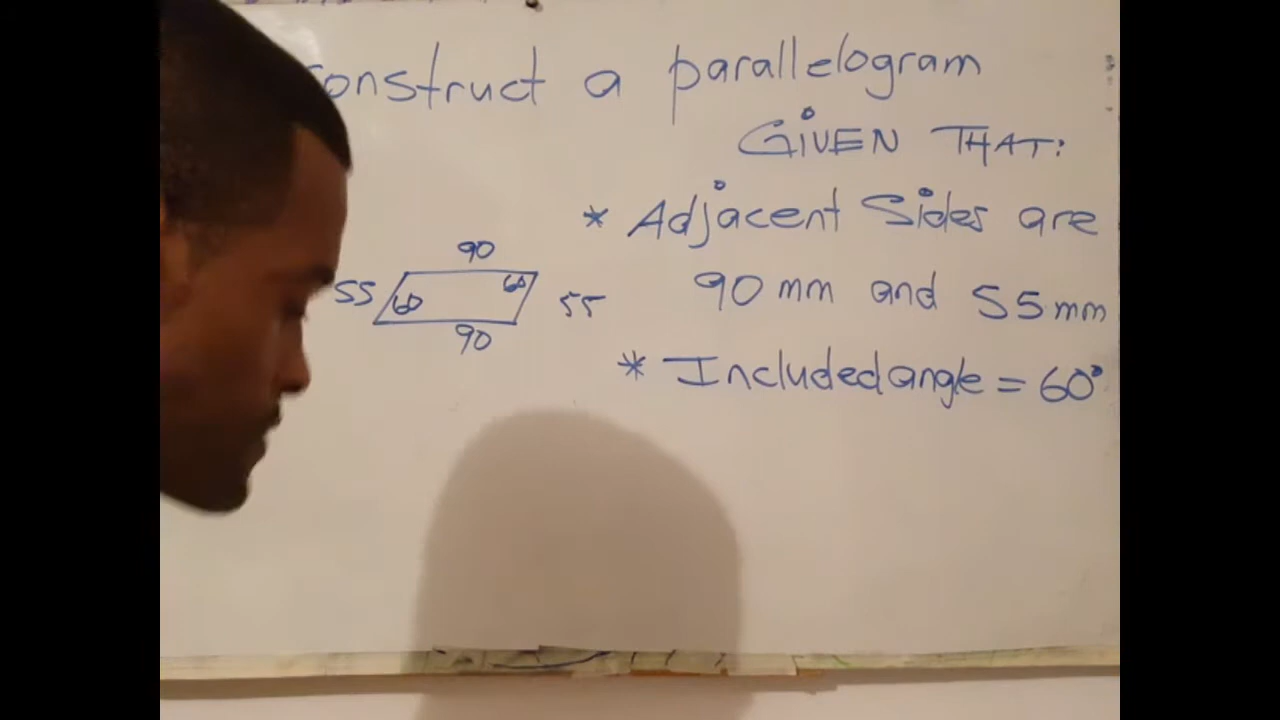 construct a parallelogram
GIVEN THAT:
* Adjacent Sides are
90 mm and 55 mm
* Included angle = 60°
90
55 60 60 55
90